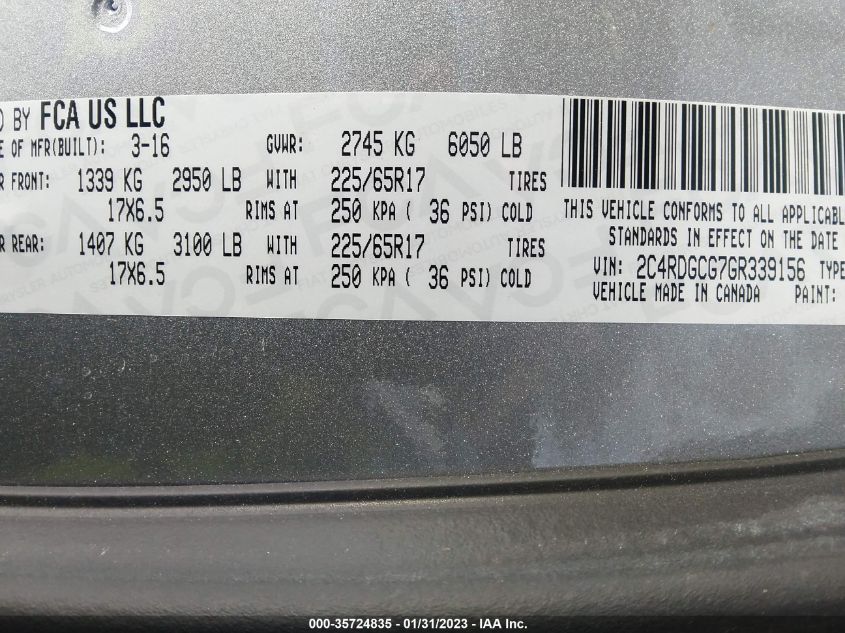 D BY FCA US LLC
E OF MFR(BUILT): 3-16 GVWR: 2745 KG 6050 LB
R FRONT: 1339 KG 2950 LB WITH 225/65R17 TIRES
17X6.5 RIMS AT 250 KPA ( 36 PSI) COLD
R REAR: 1407 KG 3100 LB WITH 225/65R17 TIRES
17X6.5 RIMS AT 250 KPA ( 36 PSI) COLD
THIS VEHICLE CONFORMS TO ALL APPLICABLE
STANDARDS IN EFFECT ON THE DATE
VIN: 2C4RDGCG7GR339156 TYPE
VEHICLE MADE IN CANADA PAINT:
000-35724835 - 01/31/2023 - IAA Inc.